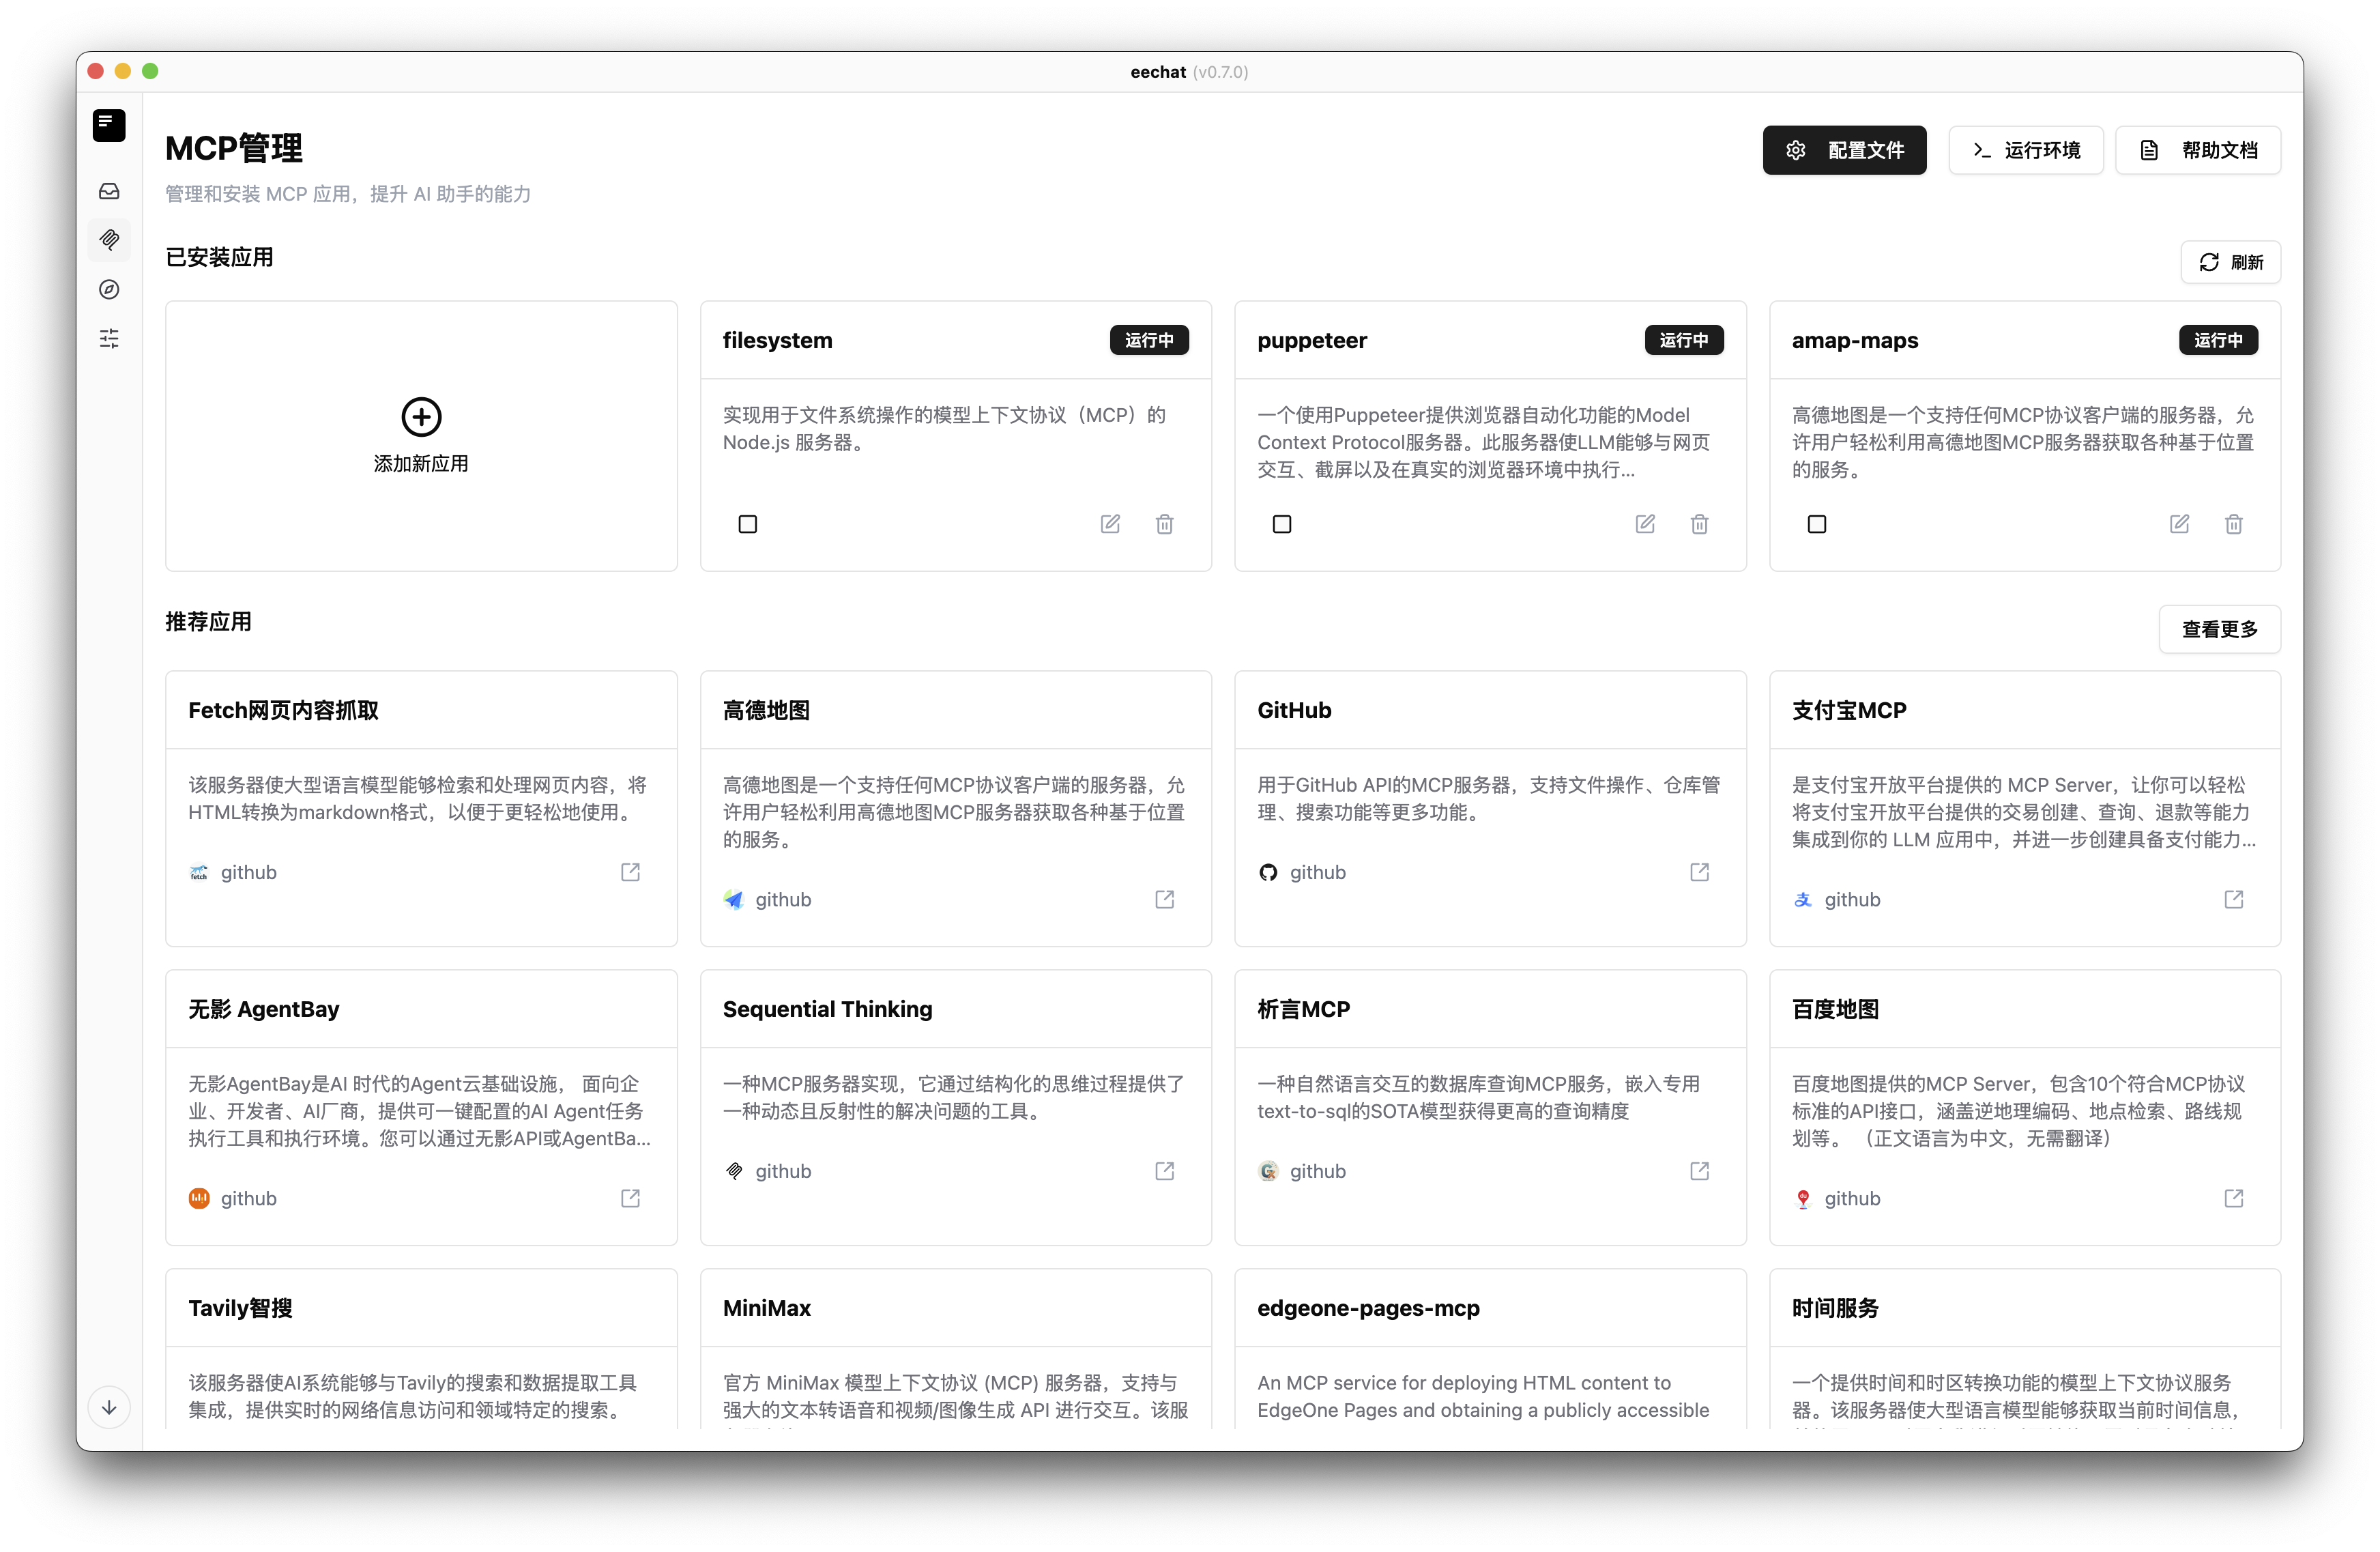 eechat (v0.7.0)
MCP管理
管理和安装 MCP 应用，提升 AI 助手的能力
配置文件
运行环境
帮助文档
已安装应用
刷新
添加新应用
filesystem
运行中
实现用于文件系统操作的模型上下文协议（MCP）的
Node.js 服务器。
puppeteer
运行中
一个使用Puppeteer提供浏览器自动化功能的Model
Context Protocol服务器。此服务器使LLM能够与网页
交互、截屏以及在真实的浏览器环境中执行...
amap-maps
运行中
高德地图是一个支持任何MCP协议客户端的服务器，允
许用户轻松利用高德地图MCP服务器获取各种基于位置
的服务。
推荐应用
查看更多
Fetch网页内容抓取
该服务器使大型语言模型能够检索和处理网页内容，将
HTML转换为markdown格式，以便于更轻松地使用。
fetch
github
高德地图
高德地图是一个支持任何MCP协议客户端的服务器，允
许用户轻松利用高德地图MCP服务器获取各种基于位置
的服务。
github
GitHub
用于GitHub API的MCP服务器，支持文件操作、仓库管
理、搜索功能等更多功能。
github
支付宝MCP
是支付宝开放平台提供的 MCP Server，让你可以轻松
将支付宝开放平台提供的交易创建、查询、退款等能力
集成到你的 LLM 应用中，并进一步创建具备支付能力...
支
github
无影 AgentBay
无影AgentBay是AI 时代的Agent云基础设施， 面向企
业、开发者、AI厂商，提供可一键配置的AI Agent任务
执行工具和执行环境。您可以通过无影API或AgentBa...
github
Sequential Thinking
一种MCP服务器实现，它通过结构化的思维过程提供了
一种动态且反射性的解决问题的工具。
github
析言MCP
一种自然语言交互的数据库查询MCP服务，嵌入专用
text-to-sql的SOTA模型获得更高的查询精度
github
百度地图
百度地图提供的MCP Server，包含10个符合MCP协议
标准的API接口，涵盖逆地理编码、地点检索、路线规
划等。 （正文语言为中文，无需翻译）
github
Tavily智搜
该服务器使AI系统能够与Tavily的搜索和数据提取工具
集成，提供实时的网络信息访问和领域特定的搜索。
MiniMax
官方 MiniMax 模型上下文协议 (MCP) 服务器，支持与
强大的文本转语音和视频/图像生成 API 进行交互。该服
edgeone-pages-mcp
An MCP service for deploying HTML content to
EdgeOne Pages and obtaining a publicly accessible
时间服务
一个提供时间和时区转换功能的模型上下文协议服务
器。该服务器使大型语言模型能够获取当前时间信息，